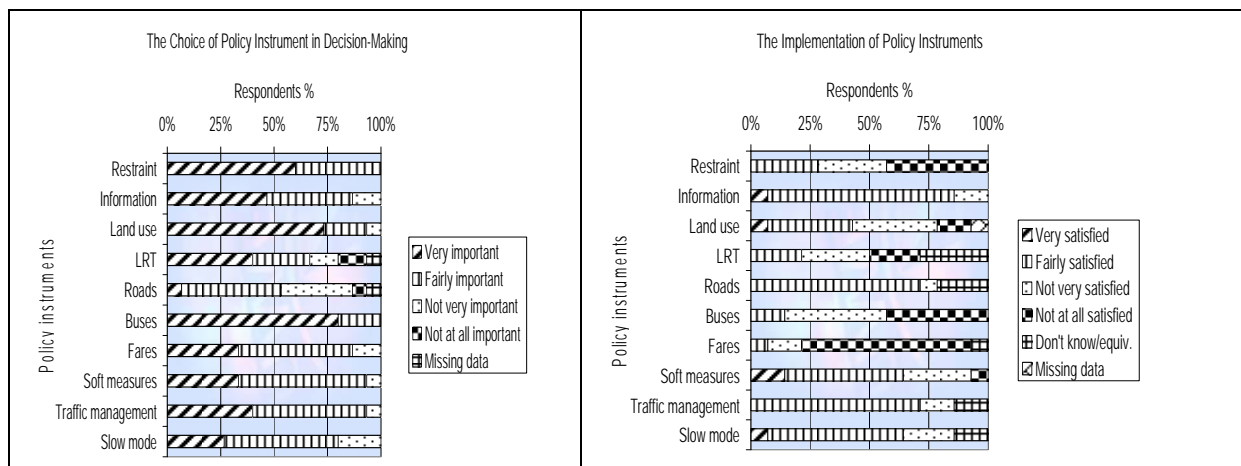 The Choice of Policy Instrument in Decision-Making
Respondents %
0% 25% 50% 75% 100%
Policy instruments
Restraint
Information
Land use
LRT
Roads
Buses
Fares
Soft measures
Traffic management
Slow mode
Very important
Fairly important
Not very important
Not at all important
Missing data
The Implementation of Policy Instruments
Respondents %
0% 25% 50% 75% 100%
Policy instruments
Restraint
Information
Land use
LRT
Roads
Buses
Fares
Soft measures
Traffic management
Slow mode
Very satisfied
Fairly satisfied
Not very satisfied
Not at all satisfied
Don't know/equiv.
Missing data